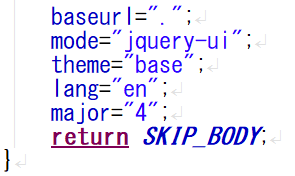 baseurl=".";
mode="jquery-ui";
theme="base";
lang="en";
major="4";
return SKIP_BODY;
}